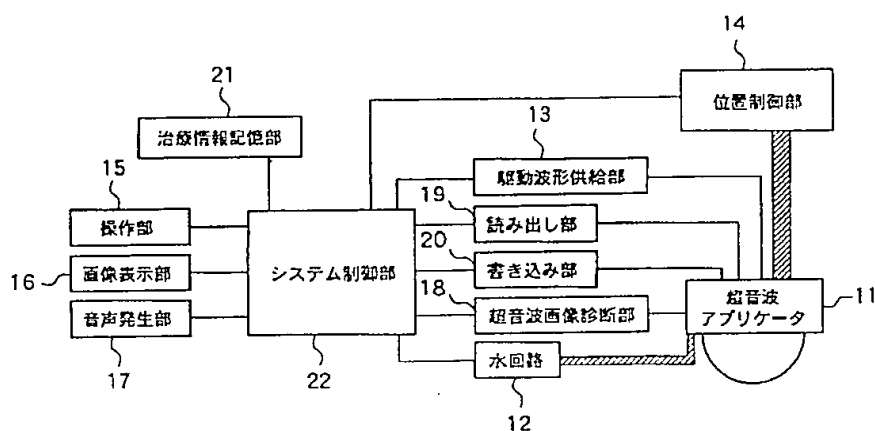 14
位置制御部
21
治療情報記憶部
13
駆動波形供給部
15
操作部
19
読み出し部
16
画像表示部
システム制御部
20
書き込み部
音声発生部
18
超音波画像診断部
超音波
アプリケータ
11
17
22
水回路
12